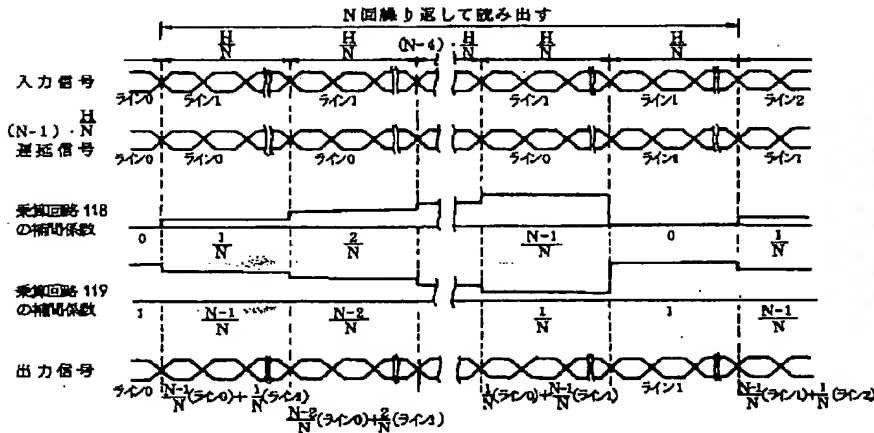 N回繰り返して読み出す
H/N H/N (N-4)・H/N H/N H/N
入力信号
ライン0 ライン1 ライン1 ライン1 ライン1 ライン2
(N-1)・H/N
遅延信号
ライン0 ライン0 ライン0 ライン0 ライン1
乗算回路118
の補間係数
0 1/N 2/N N-1/N 0 1/N
乗算回路119
の補間係数
1 N-1/N N-2/N 1/N 1 N-1/N
出力信号
ライン0 N-1/N(ライン0)+1/N(ライン1) 1/N(ライン0)+N-1/N(ライン1) ライン1 N-1/N(ライン1)+1/N(ライン2)
N-2/N(ライン0)+2/N(ライン1)